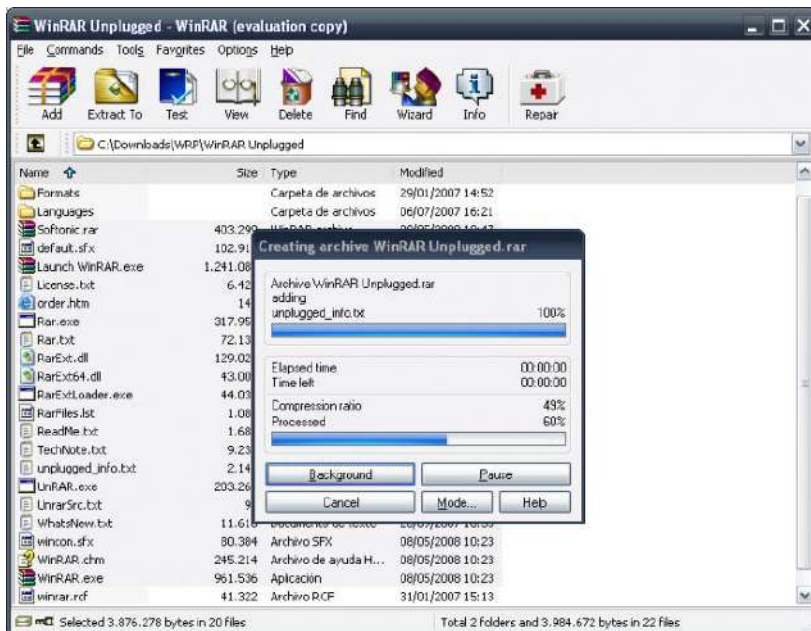 WinRAR Unplugged - WinRAR (evaluation copy)
File Commands Tools Favorites Options Help
Add Extract To Test View Delete Find Wizard Info Repair
C:\Downloads\WRP\WinRAR Unplugged
Name Size Type Modified
Formats Carpeta de archivos 29/01/2007 14:52
Languages Carpeta de archivos 06/07/2007 16:21
Softonic.rar 403.299
default.sfx 102.91
Launch WinRAR.exe 1.241.08
License.txt 6.42
order.htm 14
Rar.exe 317.95
Rar.txt 72.13
RarExt.dll 129.02
RarExt64.dll 43.00
RarExtLoader.exe 44.03
RarFiles.lst 1.08
ReadMe.txt 1.68
TechNote.txt 9.23
unplugged_info.txt 2.14
UnRAR.exe 203.26
UnrarSrc.txt 9
WhatsNew.txt 11.618
wincon.sfx 80.384 Archivo SFX 08/05/2008 10:23
WinRAR.chm 245.214 Archivo de ayuda H... 08/05/2008 10:23
WinRAR.exe 961.536 Aplicación 08/05/2008 10:23
winrar.rcf 41.322 Archivo RCF 31/01/2007 15:13
Creating archive WinRAR Unplugged.rar
Archive WinRAR Unplugged.rar
adding
unplugged_info.txt 100%
Elapsed time 00:00:00
Time left 00:00:00
Compression ratio 49%
Processed 60%
Background Pause
Cancel Mode... Help
Selected 3.876.278 bytes in 20 files Total 2 folders and 3.984.672 bytes in 22 files